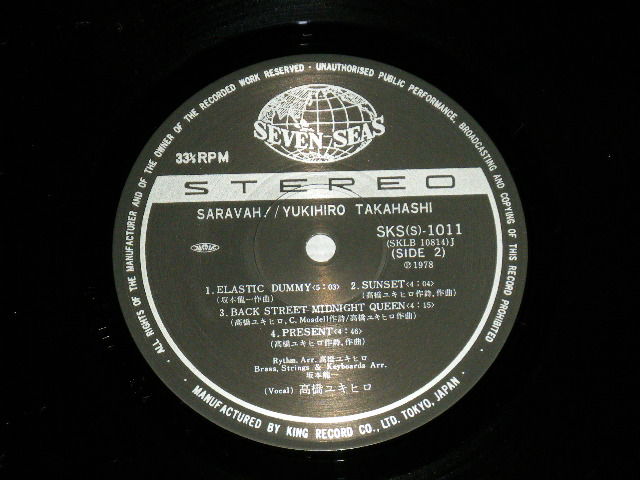 ALL RIGHTS OF THE MANUFACTURER AND OF THE OWNER OF THE RECORDED WORK RESERVED · UNAUTHORISED PUBLIC PERFORMANCE, BROADCASTING AND COPYING OF THIS RECORD PROHIBITED
SEVEN SEAS
33⅓RPM
STEREO
SARAVAH!/YUKIHIRO TAKAHASHI
SKS(S)-1011
(SKLB 10814)J
(SIDE 2)
Ⓟ1978
1. ELASTIC DUMMY<5:03> 2. SUNSET<4:04>
(坂本龍一作曲) (高橋ユキヒロ作詩, 作曲)
3. BACK STREET MIDNIGHT QUEEN<4:15>
(高橋ユキヒロ, C. Mosdell作詩/高橋ユキヒロ作曲)
4. PRESENT<4:46>
(高橋ユキヒロ作詩, 作曲)
Rythm. Arr. 高橋ユキヒロ
Brass, Strings & Keyboards Arr.
坂本龍一
(Vocal) 高橋ユキヒロ
· MANUFACTURED BY KING RECORD CO., LTD. TOKYO, JAPAN ·